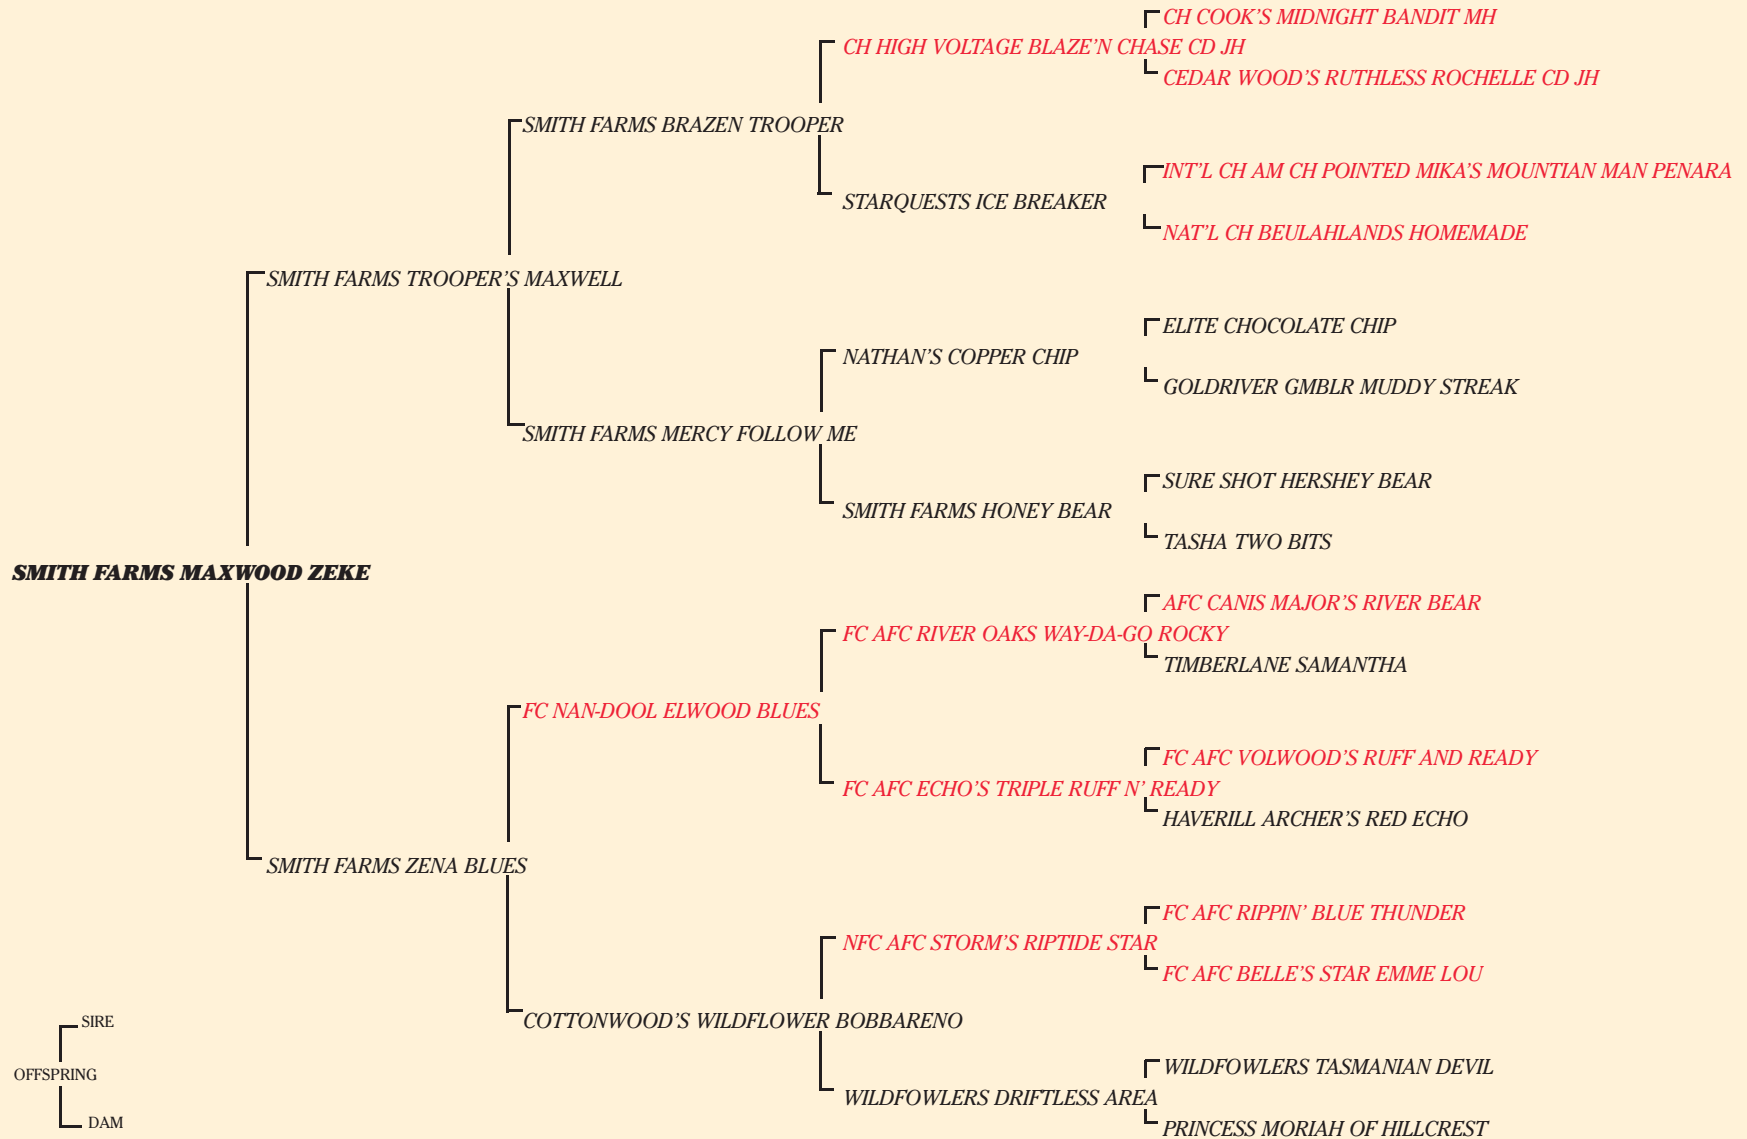 CH COOK'S MIDNIGHT BANDIT MH
CH HIGH VOLTAGE BLAZE'N CHASE CD JH
CEDAR WOOD'S RUTHLESS ROCHELLE CD JH
SMITH FARMS BRAZEN TROOPER
INT'L CH AM CH POINTED MIKA'S MOUNTIAN MAN PENARA
STARQUESTS ICE BREAKER
NAT'L CH BEULAHLANDS HOMEMADE
SMITH FARMS TROOPER'S MAXWELL
ELITE CHOCOLATE CHIP
NATHAN'S COPPER CHIP
GOLDRIVER GMBLR MUDDY STREAK
SMITH FARMS MERCY FOLLOW ME
SURE SHOT HERSHEY BEAR
SMITH FARMS HONEY BEAR
TASHA TWO BITS
SMITH FARMS MAXWOOD ZEKE
AFC CANIS MAJOR'S RIVER BEAR
FC AFC RIVER OAKS WAY-DA-GO ROCKY
TIMBERLANE SAMANTHA
FC NAN-DOOL ELWOOD BLUES
FC AFC VOLWOOD'S RUFF AND READY
FC AFC ECHO'S TRIPLE RUFF N' READY
HAVERILL ARCHER'S RED ECHO
SMITH FARMS ZENA BLUES
FC AFC RIPPIN' BLUE THUNDER
NFC AFC STORM'S RIPTIDE STAR
FC AFC BELLE'S STAR EMME LOU
COTTONWOOD'S WILDFLOWER BOBBARENO
WILDFOWLERS TASMANIAN DEVIL
WILDFOWLERS DRIFTLESS AREA
PRINCESS MORIAH OF HILLCREST
SIRE
OFFSPRING
DAM